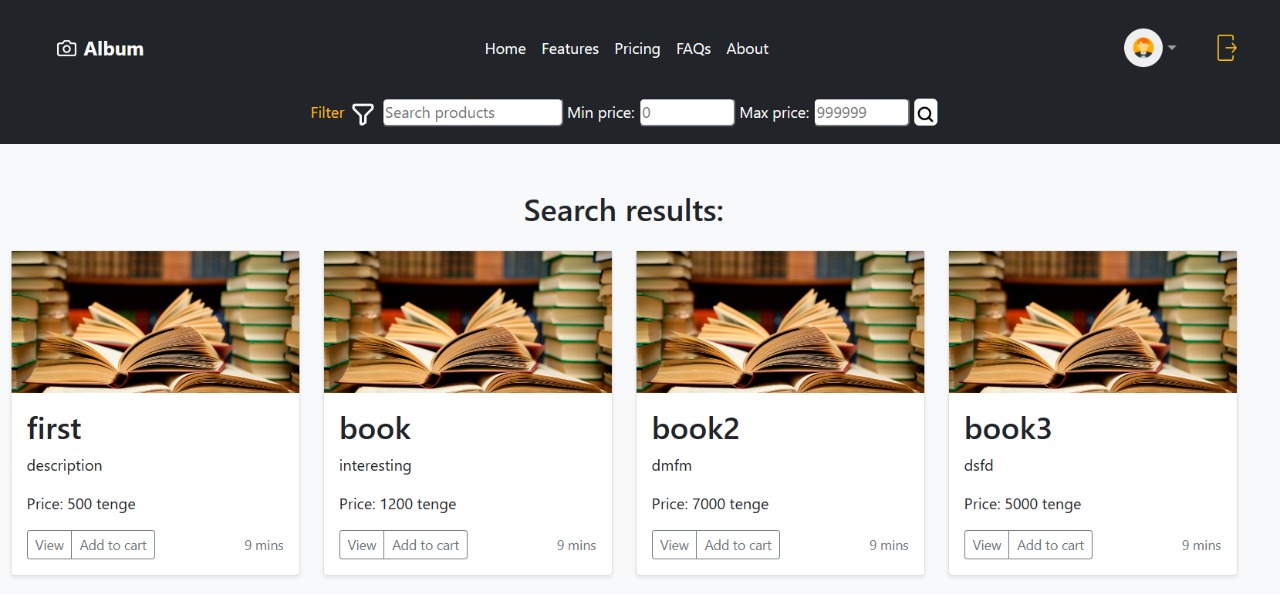 Album
Home Features Pricing FAQs About
Filter Search products Min price: 0 Max price: 999999
Search results:
first
description
Price: 500 tenge
View Add to cart 9 mins
book
interesting
Price: 1200 tenge
View Add to cart 9 mins
book2
dmfm
Price: 7000 tenge
View Add to cart 9 mins
book3
dsfd
Price: 5000 tenge
View Add to cart 9 mins